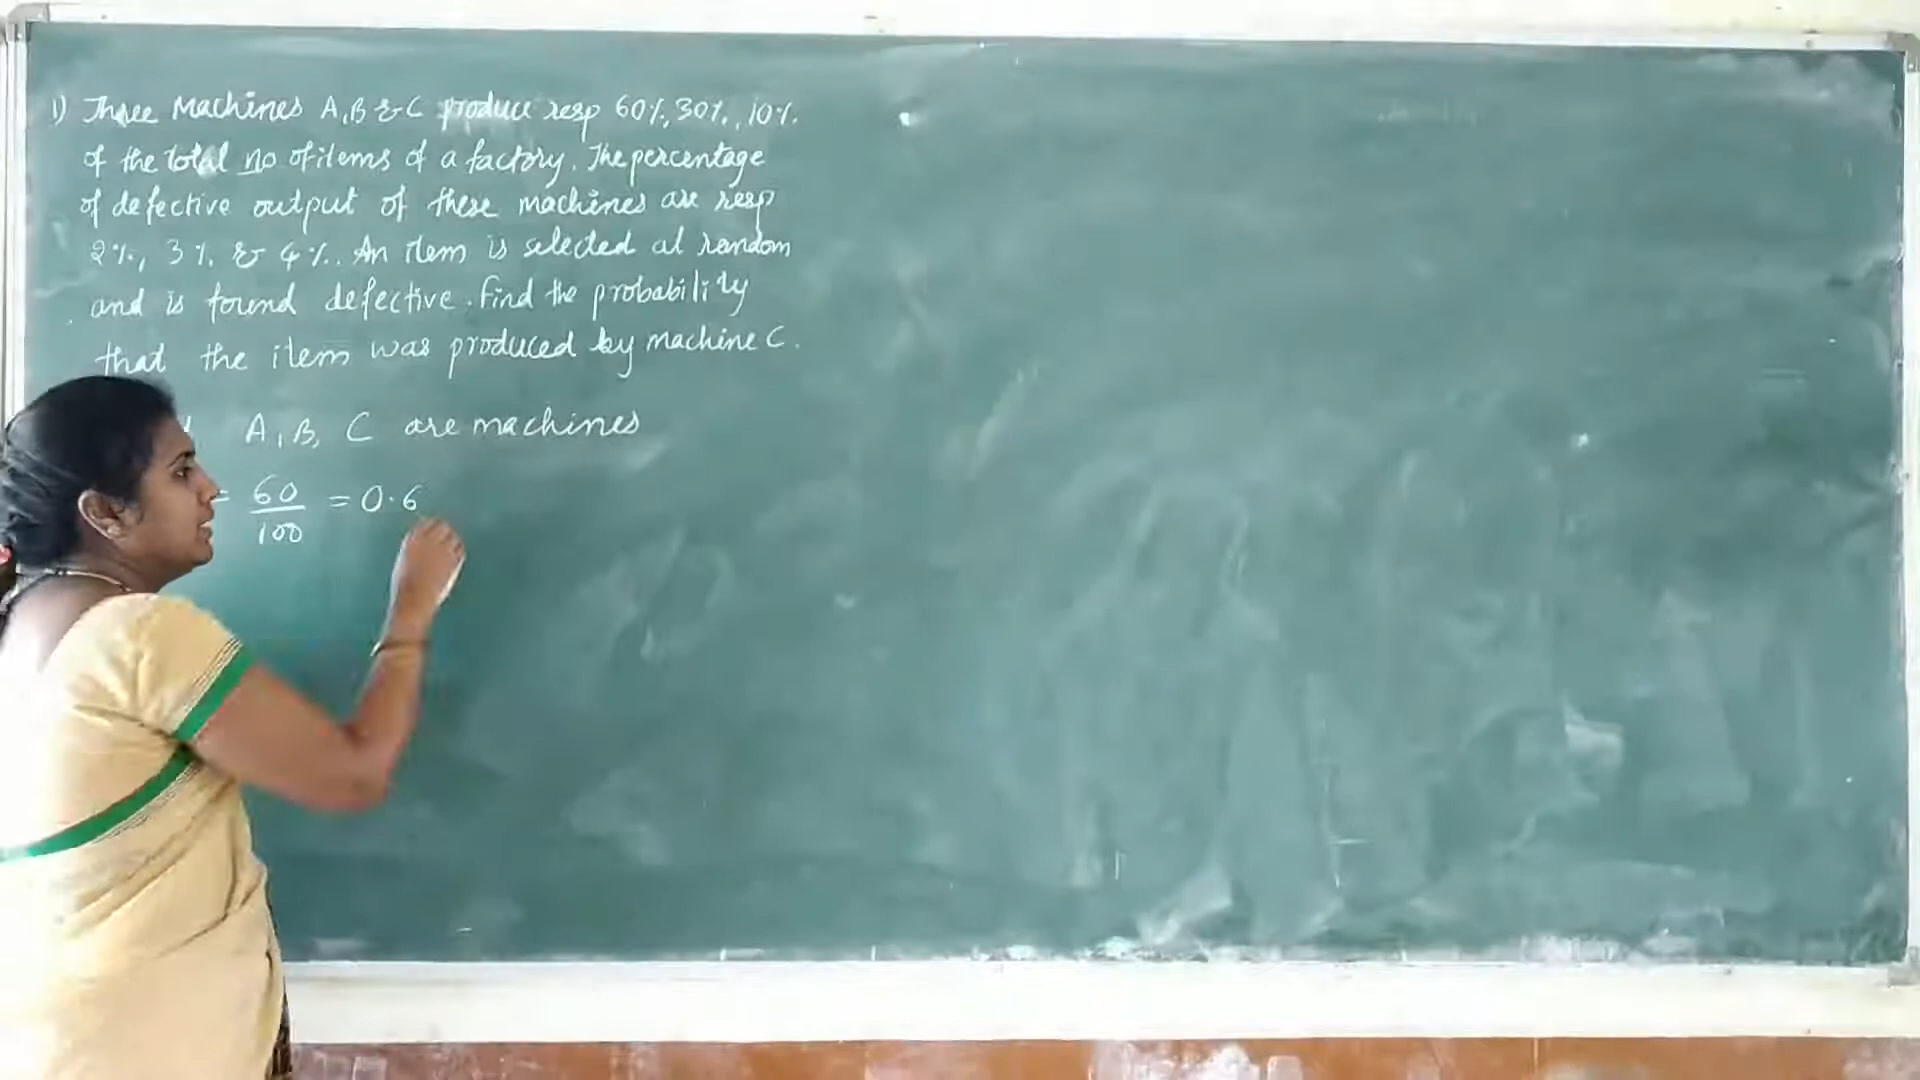 1) Three Machines A,B & C produce resp 60%, 30%, 10%.
of the total no of items of a factory. The percentage
of defective output of these machines are resp
2%, 3% & 4%. An item is selected at random
and is found defective. Find the probability
that the item was produced by machine C.
A, B, C are machines
= 60/100 = 0.6